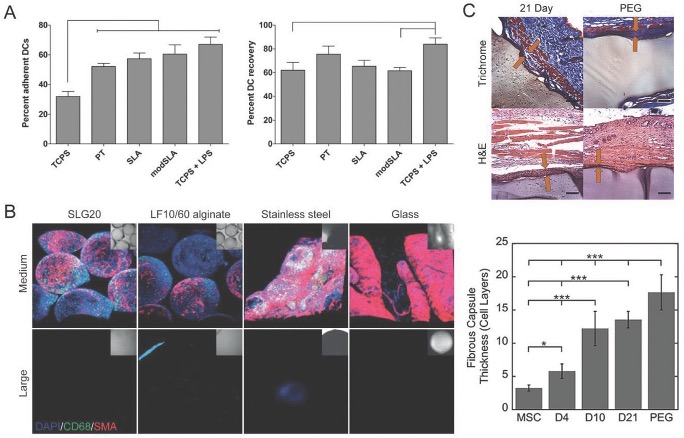 A
Percent adherent DCs
80
60
40
20
0
TCPS
PT
SLA
modSLA
TCPS + LPS
Percent DC recovery
100
80
60
40
20
0
TCPS
PT
SLA
modSLA
TCPS + LPS
C
21 Day
PEG
Trichrome
H&E
B
SLG20
LF10/60 alginate
Stainless steel
Glass
Medium
Large
DAPI/CD68/SMA
Fibrous Capsule
Thickness (Cell Layers)
25
20
15
10
5
0
***
***
***
*
MSC
D4
D10
D21
PEG